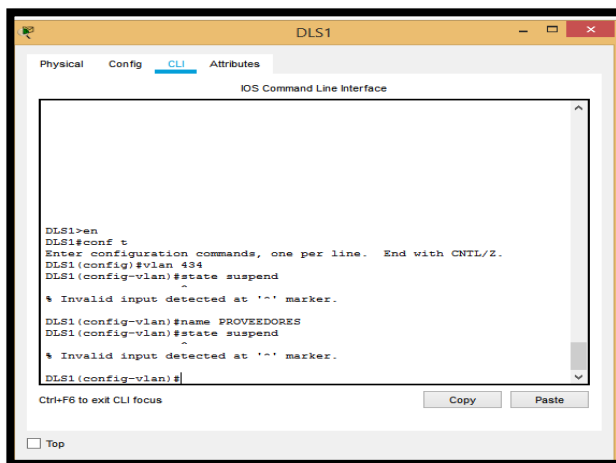 DLS1
Physical Config CLI Attributes
IOS Command Line Interface
DLS1>en
DLS1#conf t
Enter configuration commands, one per line. End with CNTL/Z.
DLS1(config)#vlan 434
DLS1(config-vlan)#state suspend
^
% Invalid input detected at '^' marker.
DLS1(config-vlan)#name PROVEEDORES
DLS1(config-vlan)#state suspend
^
% Invalid input detected at '^' marker.
DLS1(config-vlan)#
Ctrl+F6 to exit CLI focus
Copy Paste
Top